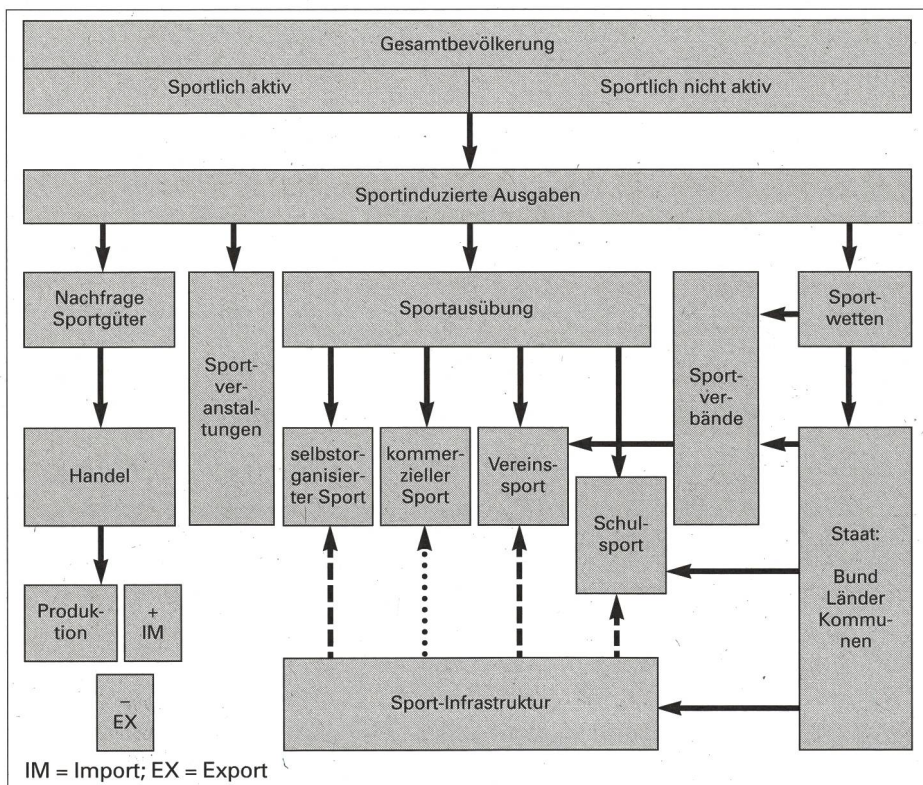 Gesamtbevölkerung
Sportlich aktiv
Sportlich nicht aktiv
Sportinduzierte Ausgaben
Nachfrage
Sportgüter
Sport-
ver-
anstal-
tungen
Sportausübung
Sport-
ver-
bände
Sport-
wetten
Handel
selbstor-
ganisier-
ter Sport
kommer-
zieller
Sport
Vereins-
sport
Schul-
sport
Staat:
Bund
Länder
Kommu-
nen
Produk-
tion
+
IM
–
EX
Sport-Infrastruktur
IM = Import; EX = Export